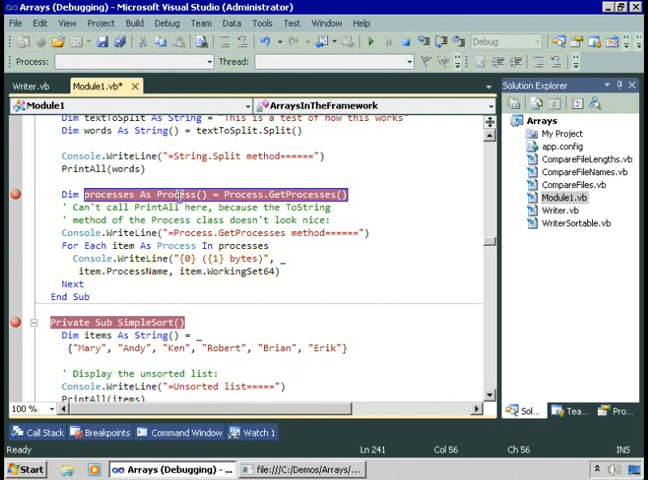 Arrays (Debugging) - Microsoft Visual Studio (Administrator)
File Edit View Project Build Debug Team Data Tools Test Window Help
Debug
Process: Thread:
Writer.vb Module1.vb*
Solution Explorer
Module1 ArraysInTheFramework
Dim textToSplit As String = "This is a test of how this works"
Dim words As String() = textToSplit.Split()
Console.WriteLine("=String.Split method======")
PrintAll(words)
Dim processes As Process() = Process.GetProcesses()
' Can't call PrintAll here, because the ToString
' method of the Process class doesn't look nice:
Console.WriteLine("=Process.GetProcesses method======")
For Each item As Process In processes
Console.WriteLine("{0} ({1} bytes)", _
item.ProcessName, item.WorkingSet64)
Next
End Sub
Private Sub SimpleSort()
Dim items As String() = _
{"Mary", "Andy", "Ken", "Robert", "Brian", "Erik"}
' Display the unsorted list:
Console.WriteLine("=Unsorted list=====")
PrintAll(items)
100 %
Arrays
My Project
app.config
CompareFileLengths.vb
CompareFiles.vb
Module1.vb
Writer.vb
WriterSortable.vb
Sol... Tea... Pro...
Call Stack Breakpoints Command Window Watch 1
Ready Ln 241 Col 56 Ch 56 INS
Start Arrays (Debugging) - ... file:///C:/Demos/Arrays/...